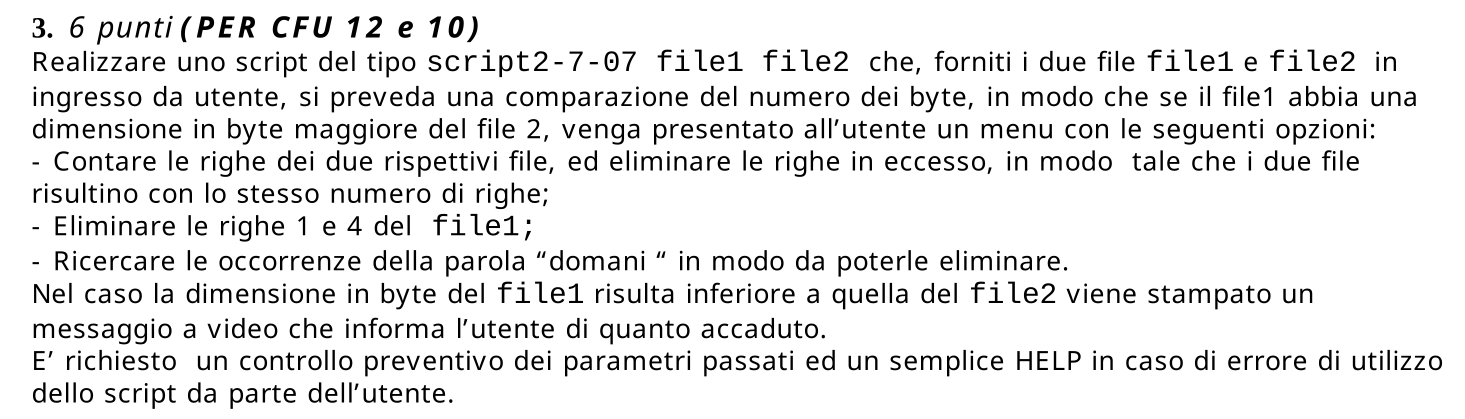 3. 6 punti (PER CFU 12 e 10)
Realizzare uno script del tipo script2-7-07 file1 file2 che, forniti i due file file1 e file2 in
ingresso da utente, si preveda una comparazione del numero dei byte, in modo che se il file1 abbia una
dimensione in byte maggiore del file 2, venga presentato all’utente un menu con le seguenti opzioni:
- Contare le righe dei due rispettivi file, ed eliminare le righe in eccesso, in modo tale che i due file
risultino con lo stesso numero di righe;
- Eliminare le righe 1 e 4 del file1;
- Ricercare le occorrenze della parola “domani “ in modo da poterle eliminare.
Nel caso la dimensione in byte del file1 risulta inferiore a quella del file2 viene stampato un
messaggio a video che informa l’utente di quanto accaduto.
E’ richiesto un controllo preventivo dei parametri passati ed un semplice HELP in caso di errore di utilizzo
dello script da parte dell’utente.